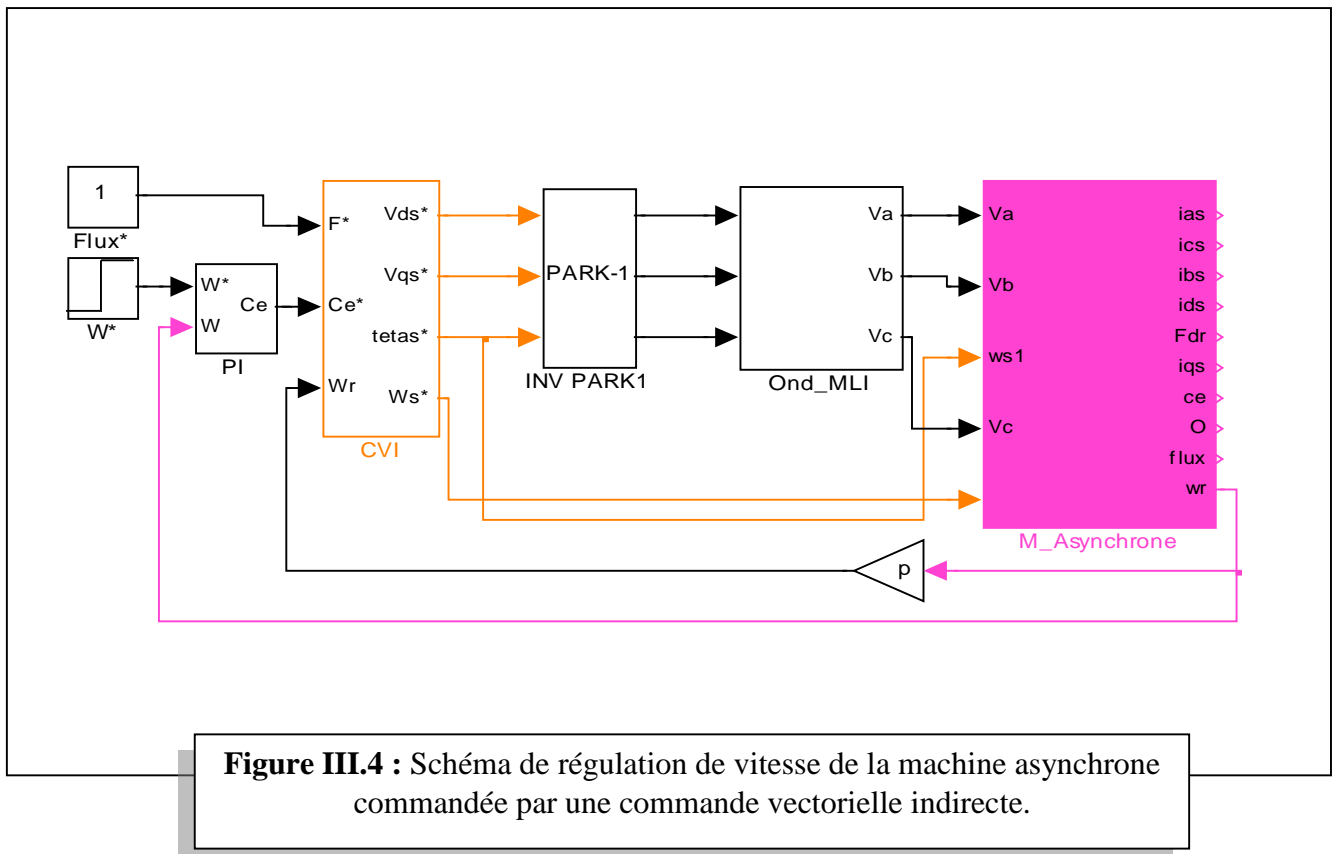 1
Flux*
W*
W*
W
Ce
PI
F*
Ce*
Wr
Vds*
Vqs*
tetas*
Ws*
CVI
PARK-1
INV PARK1
Va
Vb
Vc
Ond_MLI
Va
Vb
ws1
Vc
ias
ics
ibs
ids
Fdr
iqs
ce
O
flux
wr
M_Asynchrone
p
Figure III.4 : Schéma de régulation de vitesse de la machine asynchrone
commandée par une commande vectorielle indirecte.